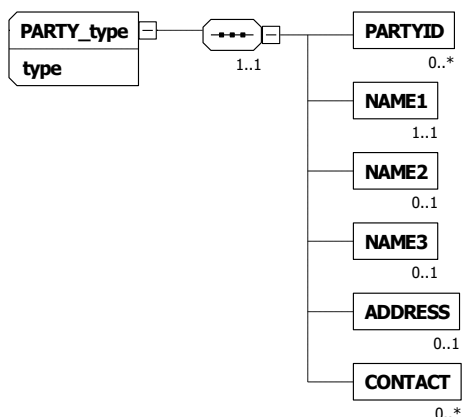 PARTY_type
type
1..1
PARTYID
0..*
NAME1
1..1
NAME2
0..1
NAME3
0..1
ADDRESS
0..1
CONTACT
0..*